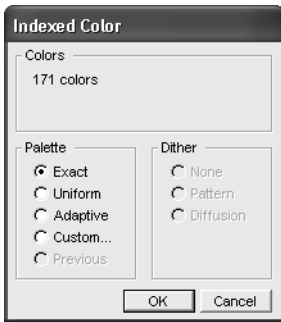 Indexed Color
Colors
171 colors
Palette
Exact
Uniform
Adaptive
Custom...
Previous
Dither
None
Pattern
Diffusion
OK
Cancel